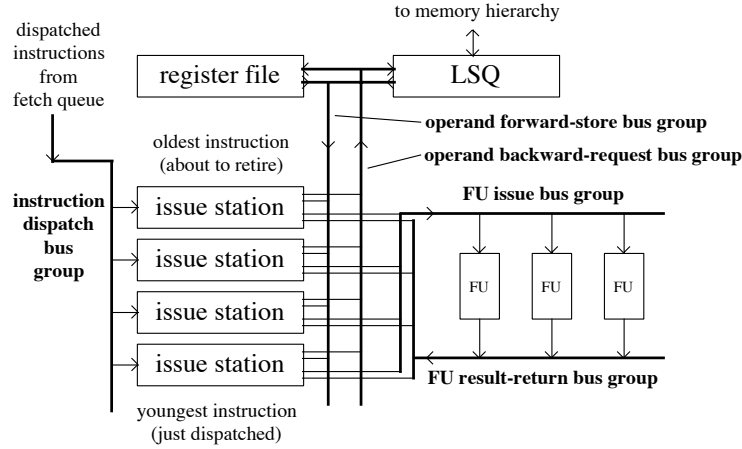 to memory hierarchy
dispatched
instructions
from
fetch queue
register file
LSQ
operand forward-store bus group
oldest instruction
(about to retire)
operand backward-request bus group
instruction
dispatch
bus
group
issue station
FU issue bus group
issue station
FU
FU
FU
issue station
issue station
FU result-return bus group
youngest instruction
(just dispatched)